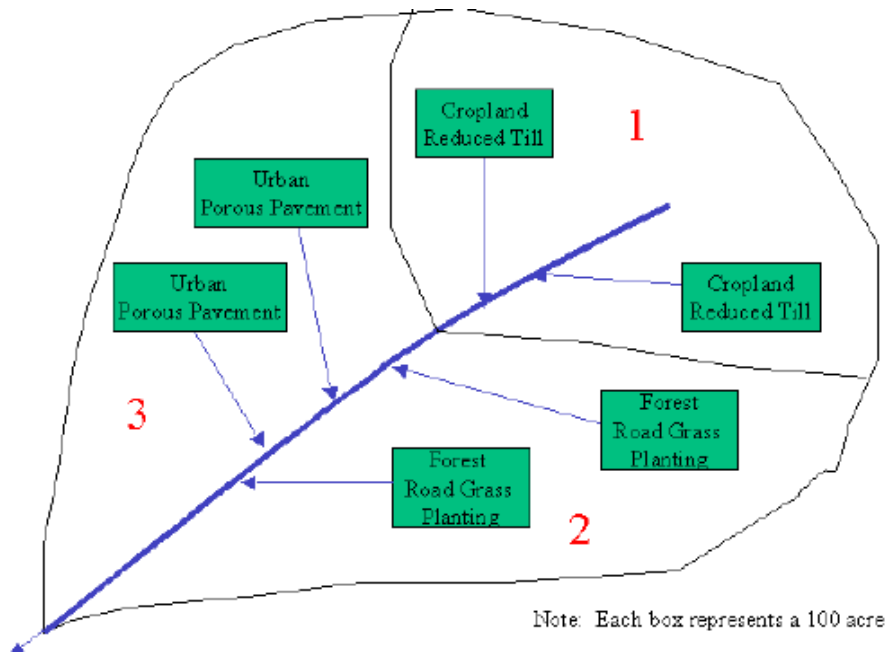 Cropland
Reduced Till
1
Urban
Porous Pavement
Urban
Porous Pavement
Cropland
Reduced Till
3
Forest
Road Grass
Planting
Forest
Road Grass
Planting
2
Note: Each box represents a 100 acre